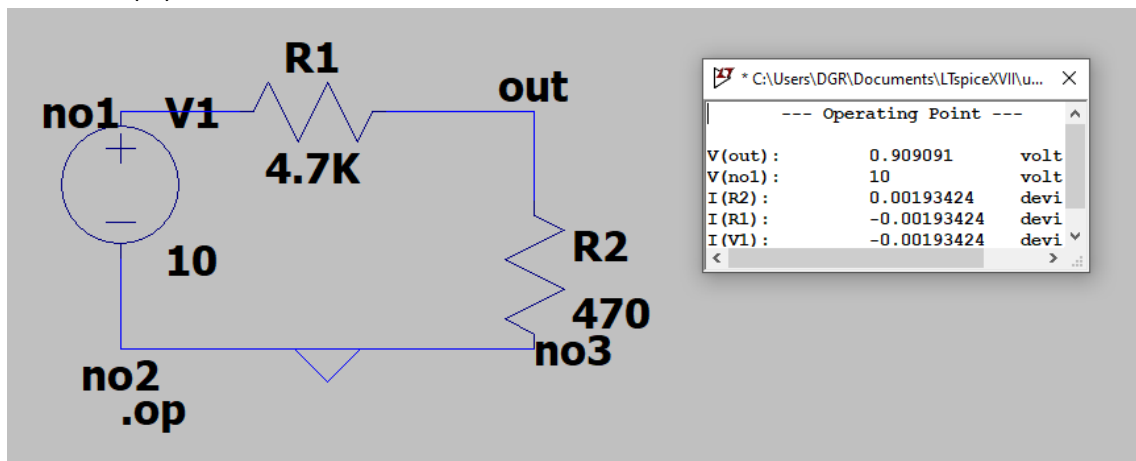 R1
out
no1 V1
4.7K
R2
10
470
no3
no2
.op
* C:\Users\DGR\Documents\LTspiceXVII\u...
--- Operating Point ---
V(out): 0.909091 volt
V(no1): 10 volt
I(R2): 0.00193424 devi
I(R1): -0.00193424 devi
I(V1): -0.00193424 devi